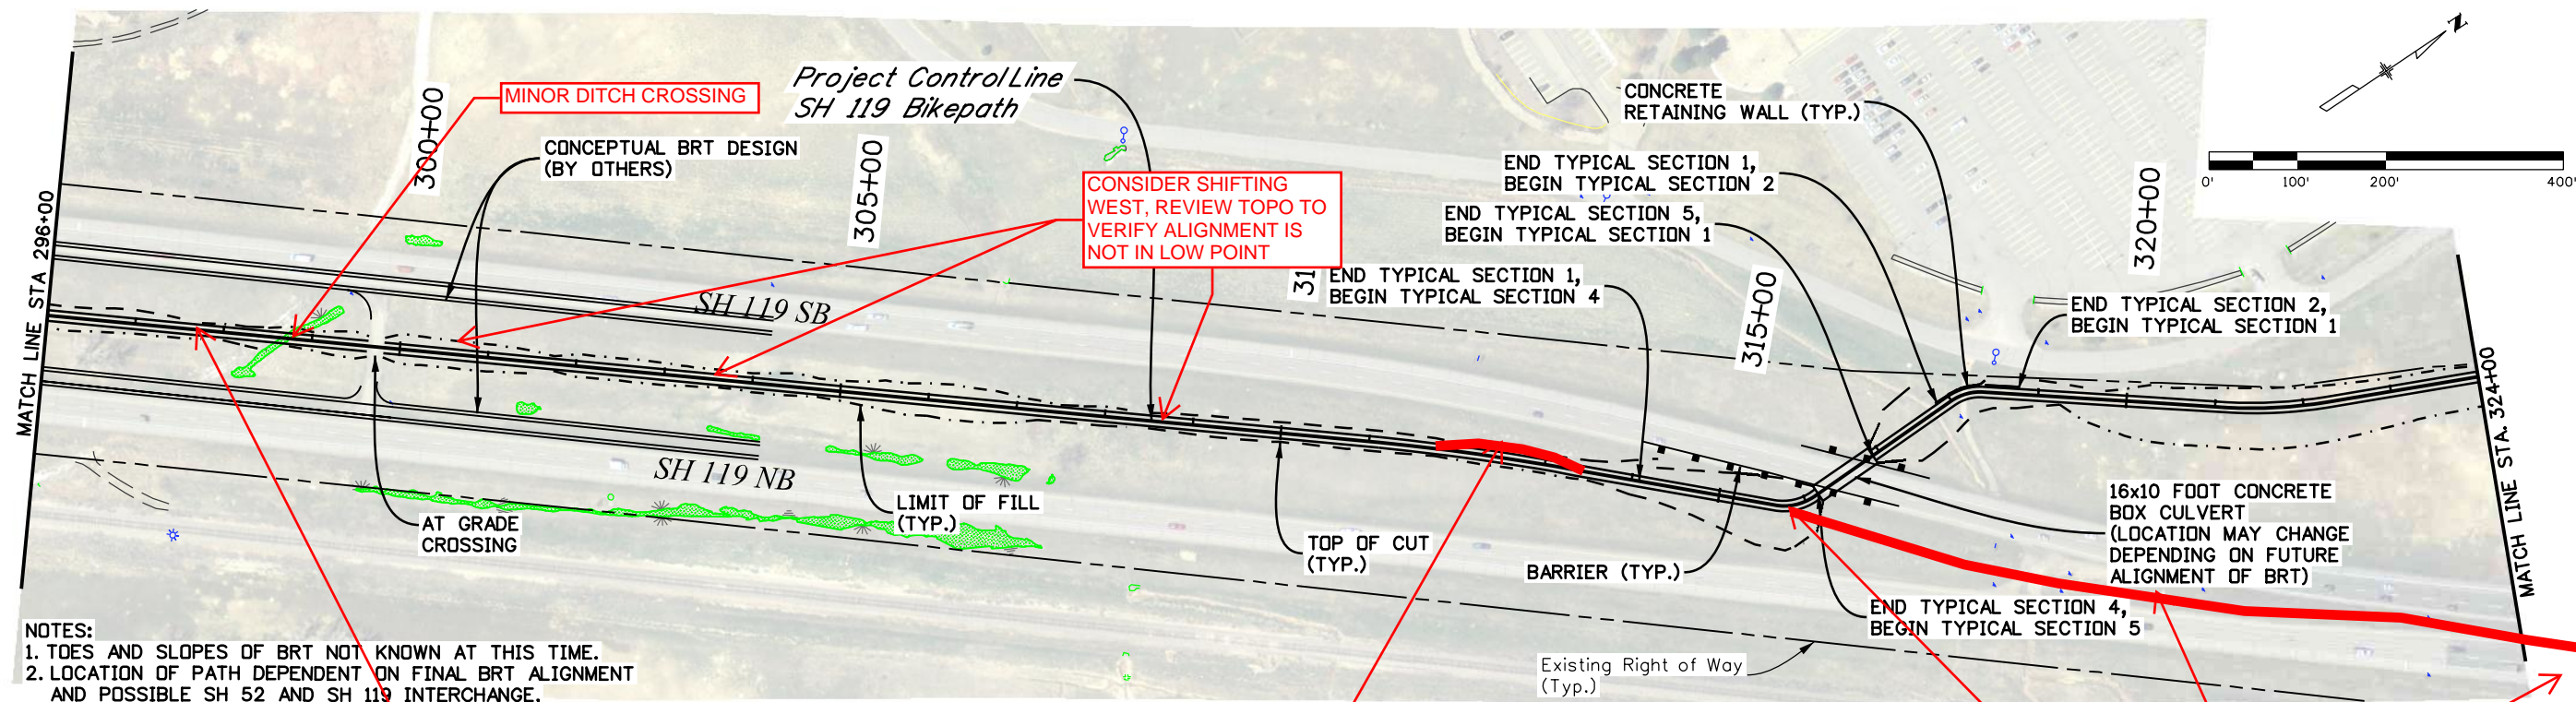 MINOR DITCH CROSSING
Project Control Line
SH 119 Bikepath
CONCRETE
RETAINING WALL (TYP.)
N
300+00
CONCEPTUAL BRT DESIGN
(BY OTHERS)
305+00
CONSIDER SHIFTING
WEST, REVIEW TOPO TO
VERIFY ALIGNMENT IS
NOT IN LOW POINT
END TYPICAL SECTION 1,
BEGIN TYPICAL SECTION 2
END TYPICAL SECTION 5,
BEGIN TYPICAL SECTION 1
31
END TYPICAL SECTION 1,
BEGIN TYPICAL SECTION 4
315+00
320+00
0' 100' 200' 400'
END TYPICAL SECTION 2,
BEGIN TYPICAL SECTION 1
MATCH LINE STA 296+00
SH 119 SB
SH 119 NB
AT GRADE
CROSSING
LIMIT OF FILL
(TYP.)
TOP OF CUT
(TYP.)
BARRIER (TYP.)
16x10 FOOT CONCRETE
BOX CULVERT
(LOCATION MAY CHANGE
DEPENDING ON FUTURE
ALIGNMENT OF BRT)
END TYPICAL SECTION 4,
BEGIN TYPICAL SECTION 5
MATCH LINE STA. 324+00
Existing Right of Way
(Typ.)
NOTES:
1. TOES AND SLOPES OF BRT NOT KNOWN AT THIS TIME.
2. LOCATION OF PATH DEPENDENT ON FINAL BRT ALIGNMENT
AND POSSIBLE SH 52 AND SH 119 INTERCHANGE.